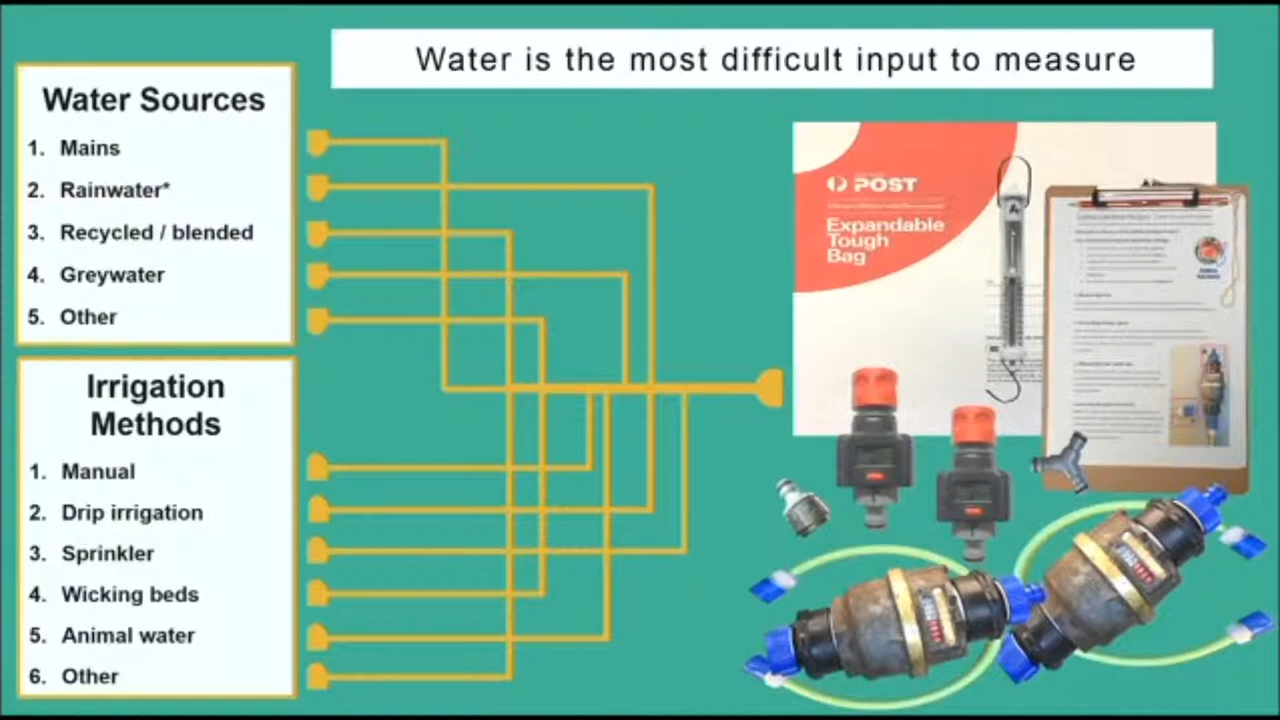 Water is the most difficult input to measure
Water Sources
1. Mains
2. Rainwater*
3. Recycled / blended
4. Greywater
5. Other
Irrigation
Methods
1. Manual
2. Drip irrigation
3. Sprinkler
4. Wicking beds
5. Animal water
6. Other
POST
Expandable
Tough
Bag